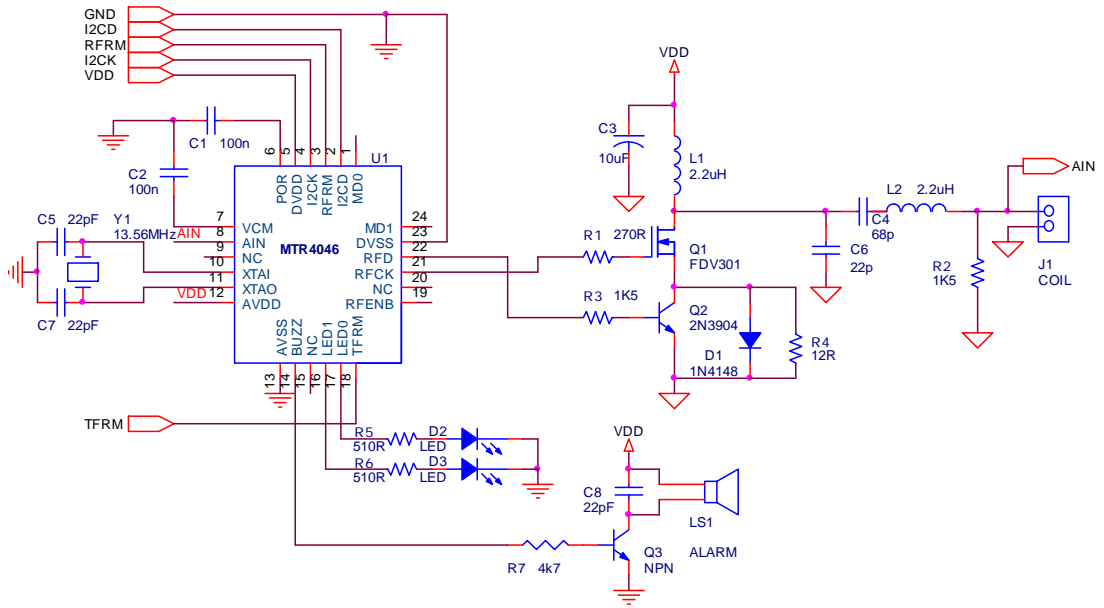 GND
I2CD
RFRM
I2CK
VDD
C1 100n
C2
100n
C5 22pF
Y1
13.56MHz
AIN
VDD
C7 22pF
U1
MTR4046
6 5 4 3 2 1
POR DVDD I2CK RFRM I2CD MD0
7 VCM
8 AIN
9 NC
10 XTAI
11 XTAO
12 AVDD
MD1 24
DVSS 23
RFD 22
RFCK 21
NC 20
RFENB 19
AVSS BUZZ NC LED1 LED0 TFRM
13 14 15 16 17 18
TFRM
R5
510R
D2
LED
R6
510R
D3
LED
VDD
C3
10uF
L1
2.2uH
R1 270R
Q1
FDV301
R3 1K5
Q2
2N3904
D1
1N4148
R4
12R
C4
68p
C6
22p
L2 2.2uH
R2
1K5
AIN
J1
COIL
VDD
C8
22pF
LS1
ALARM
R7 4k7
Q3
NPN